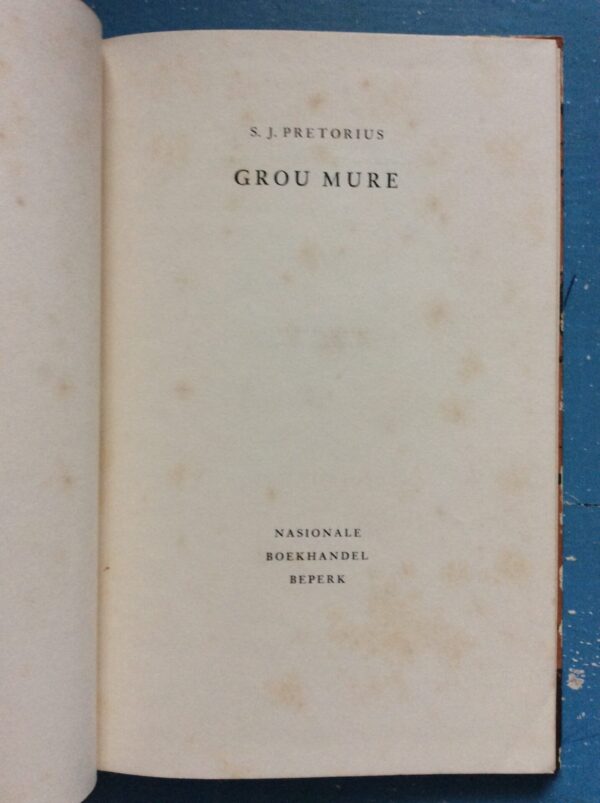 S. J. PRETORIUS
GROU MURE
NASIONALE
BOEKHANDEL
BEPERK